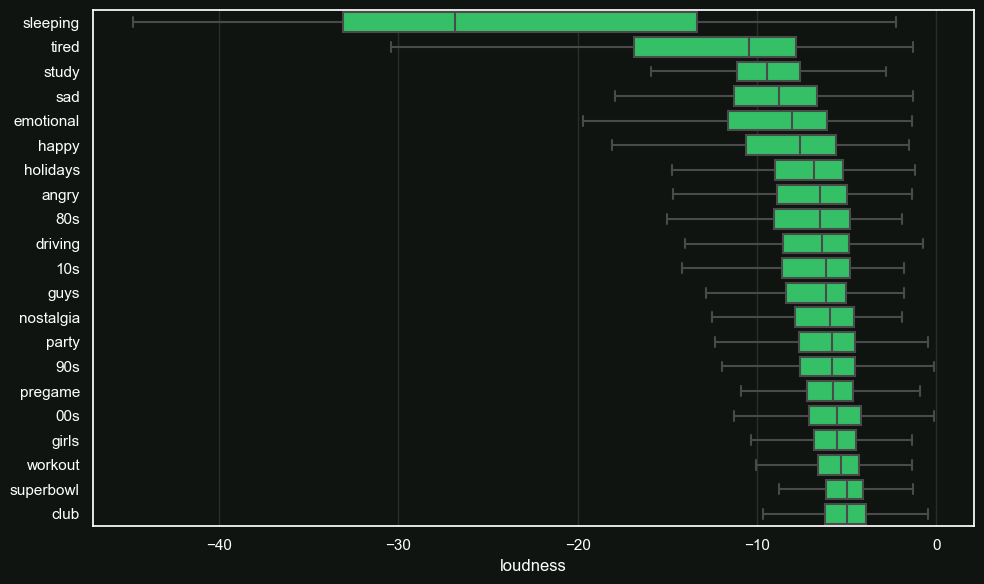 sleeping
tired
study
sad
emotional
happy
holidays
angry
80s
driving
10s
guys
nostalgia
party
90s
pregame
00s
girls
workout
superbowl
club
−40 −30 −20 −10 0
loudness